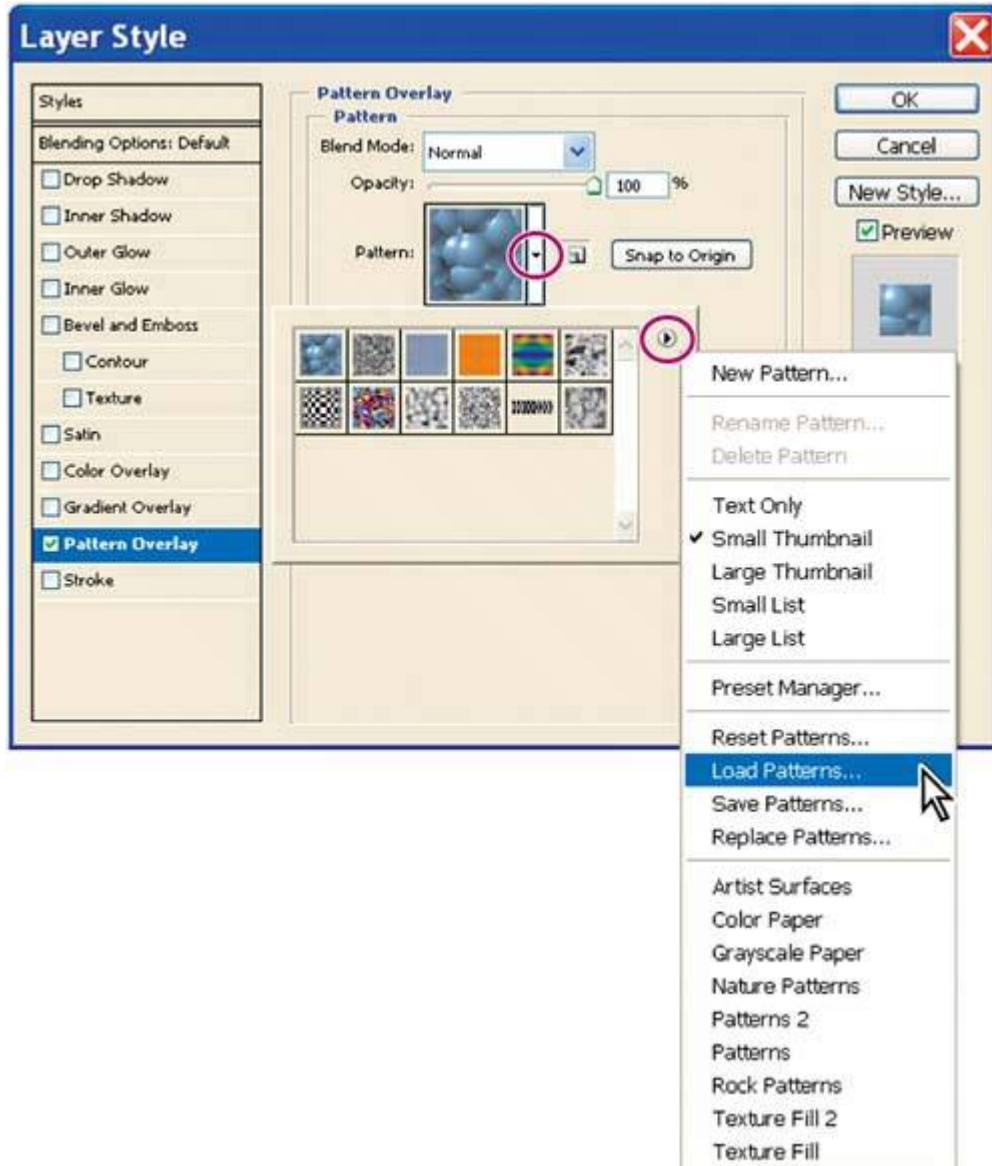 Layer Style
Styles
Blending Options: Default
Drop Shadow
Inner Shadow
Outer Glow
Inner Glow
Bevel and Emboss
Contour
Texture
Satin
Color Overlay
Gradient Overlay
Pattern Overlay
Stroke
Pattern Overlay
Pattern
Blend Mode: Normal
Opacity: 100 %
Pattern:
Snap to Origin
OK
Cancel
New Style...
Preview
New Pattern...
Rename Pattern...
Delete Pattern
Text Only
Small Thumbnail
Large Thumbnail
Small List
Large List
Preset Manager...
Reset Patterns...
Load Patterns...
Save Patterns...
Replace Patterns...
Artist Surfaces
Color Paper
Grayscale Paper
Nature Patterns
Patterns 2
Patterns
Rock Patterns
Texture Fill 2
Texture Fill